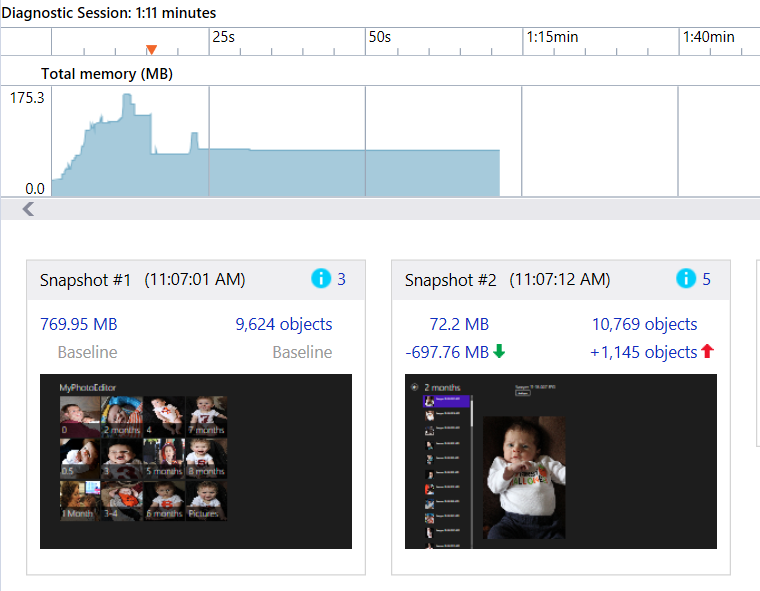 Diagnostic Session: 1:11 minutes
25s 50s 1:15min 1:40min
Total memory (MB)
175.3
0.0
Snapshot #1 (11:07:01 AM) 3
769.95 MB 9,624 objects
Baseline Baseline
MyPhotoEditor
0 2 months 4 7 months
0.5 3 5 months 8 months
1 Month 3-4 6 months Pictures
Snapshot #2 (11:07:12 AM) 5
72.2 MB 10,769 objects
-697.76 MB +1,145 objects
2 months